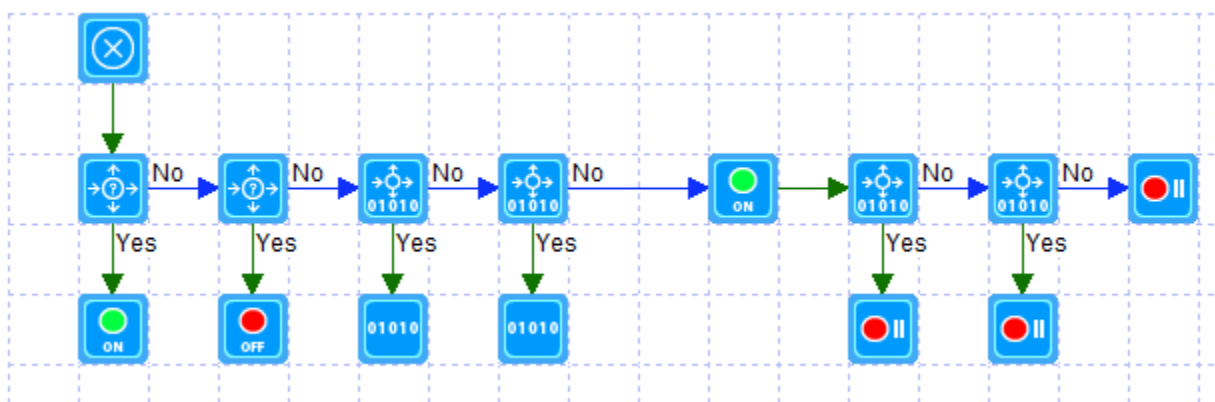 No
No
No
No
No
No
?
?
01010
01010
ON
01010
01010
Yes
Yes
Yes
Yes
Yes
Yes
ON
OFF
01010
01010